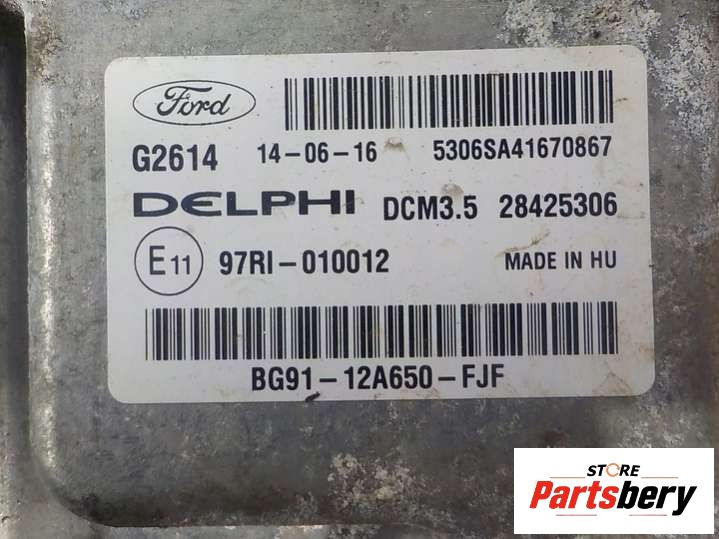 Ford
G2614 14-06-16 5306SA41670867
DELPHI DCM3.5 28425306
E11 97RI-010012 MADE IN HU
BG91-12A650-FJF
STORE
Partsbery